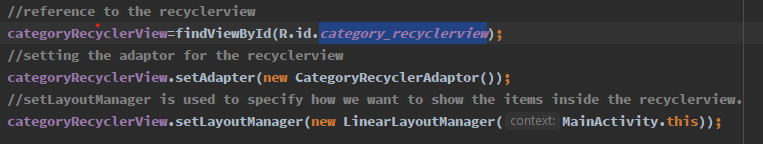 //reference to the recyclerview
categoryRecyclerView=findViewById(R.id.category_recyclerview);
//setting the adaptor for the recyclerview
categoryRecyclerView.setAdapter(new CategoryRecyclerAdaptor());
//setLayoutManager is used to specify how we want to show the items inside the recyclerview.
categoryRecyclerView.setLayoutManager(new LinearLayoutManager( context: MainActivity.this));